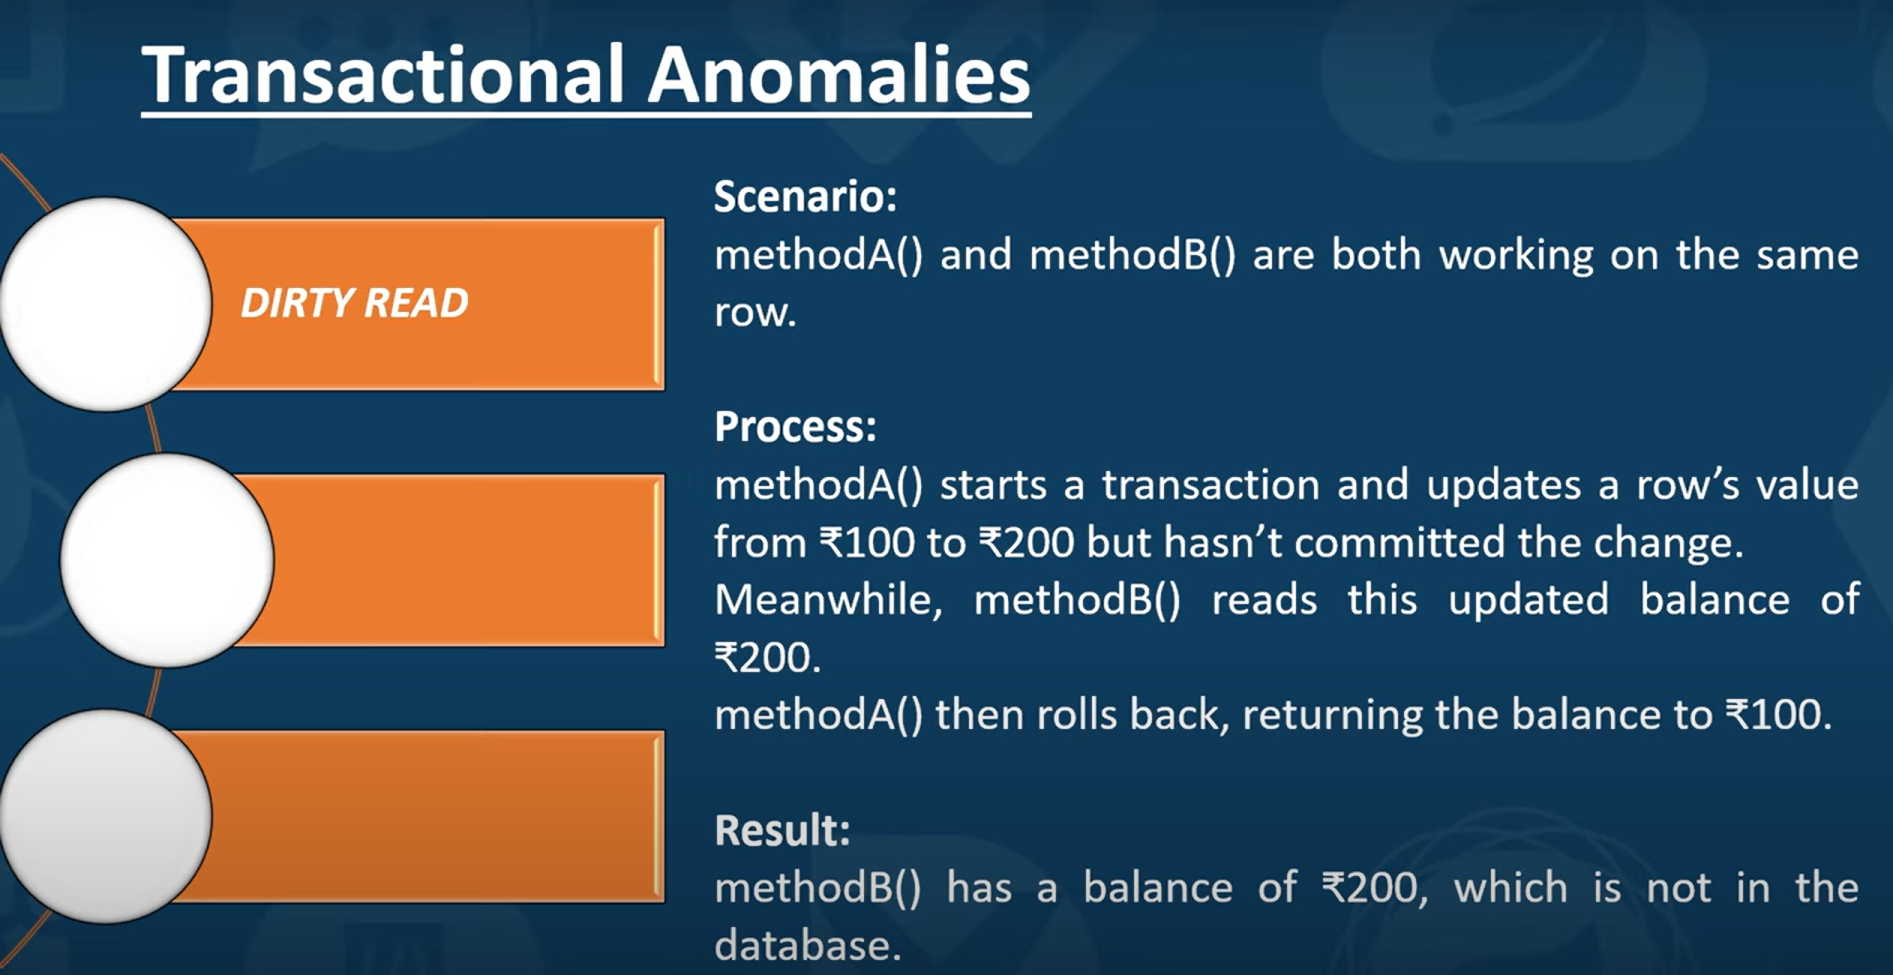 Transactional Anomalies
DIRTY READ
Scenario:
methodA() and methodB() are both working on the same
row.
Process:
methodA() starts a transaction and updates a row’s value
from ₹100 to ₹200 but hasn’t committed the change.
Meanwhile, methodB() reads this updated balance of
₹200.
methodA() then rolls back, returning the balance to ₹100.
Result:
methodB() has a balance of ₹200, which is not in the
database.